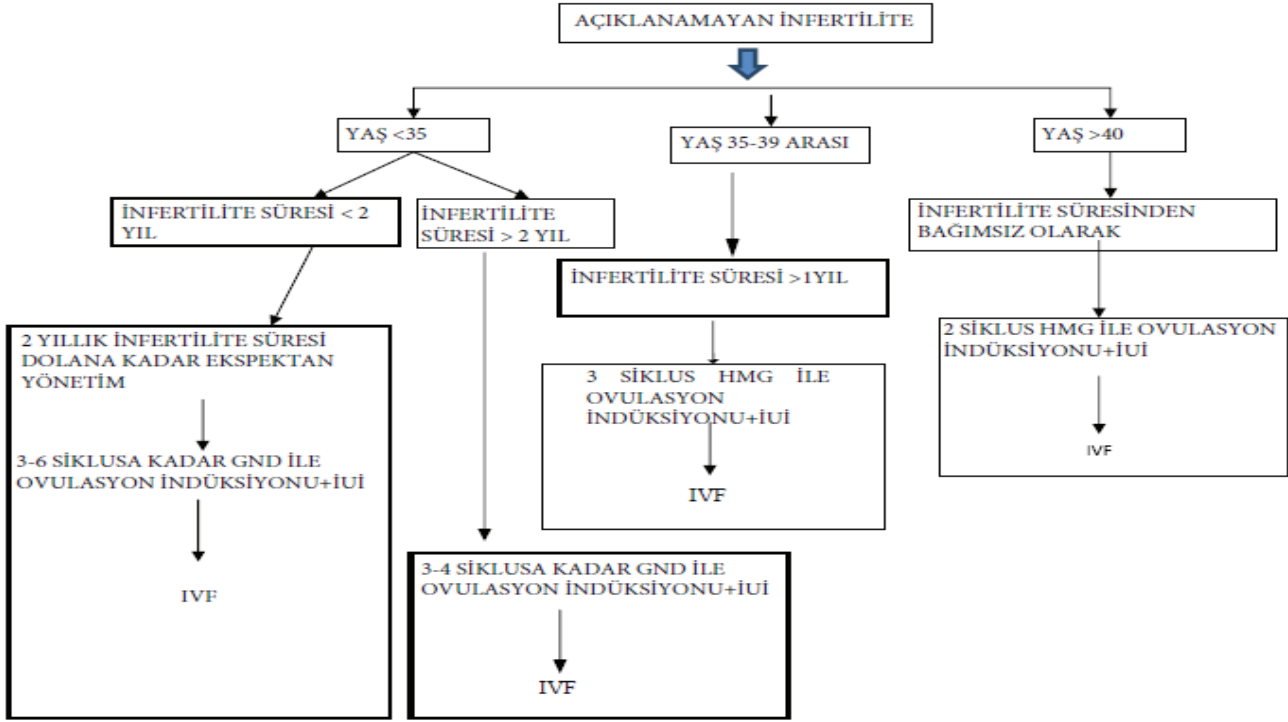 AÇIKLANAMAYAN İNFERTİLİTE
YAŞ <35
YAŞ 35-39 ARASI
YAŞ >40
İNFERTİLİTE SÜRESİ < 2
YIL
İNFERTİLİTE
SÜRESİ > 2 YIL
İNFERTİLİTE SÜRESİ >1YIL
İNFERTİLİTE SÜRESİNDEN
BAĞIMSIZ OLARAK
2 YILLIK İNFERTİLİTE SÜRESİ
DOLANA KADAR EKSPEKTAN
YÖNETİM
3-6 SİKLUSA KADAR GND İLE
OVULASYON İNDÜKSİYONU+İUİ
IVF
3-4 SİKLUSA KADAR GND İLE
OVULASYON İNDÜKSİYONU+İUİ
IVF
3 SİKLUS HMG İLE
OVULASYON
İNDÜKSİYONU+İUİ
IVF
2 SİKLUS HMG İLE OVULASYON
İNDÜKSİYONU+İUİ
IVF